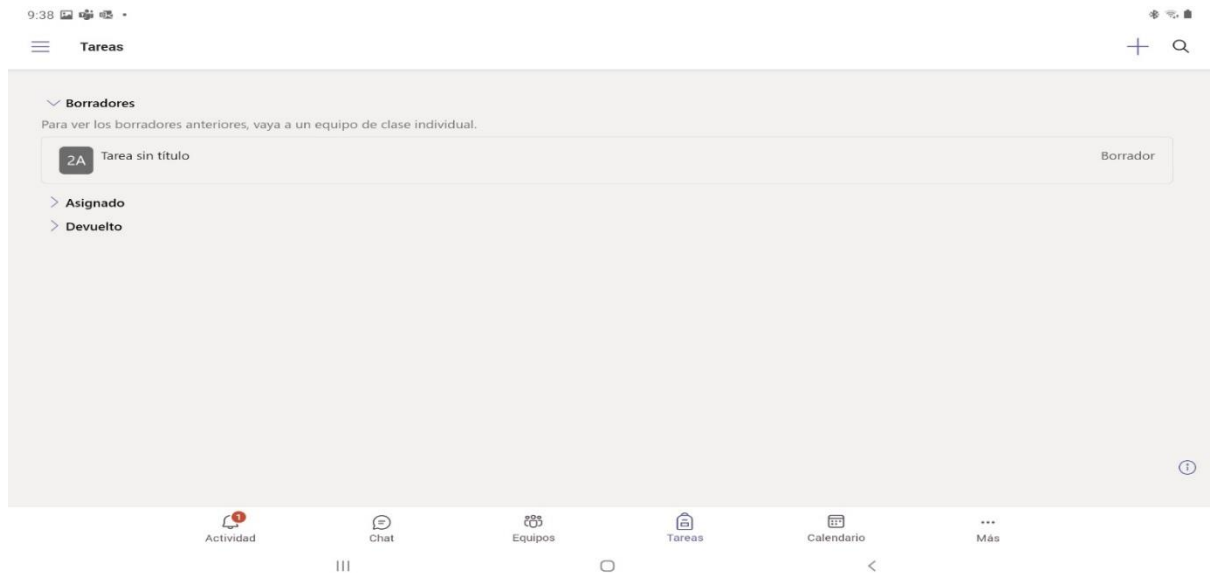 9:38
Tareas
Borradores
Para ver los borradores anteriores, vaya a un equipo de clase individual.
2A Tarea sin título Borrador
Asignado
Devuelto
1
Actividad Chat Equipos Tareas Calendario Más